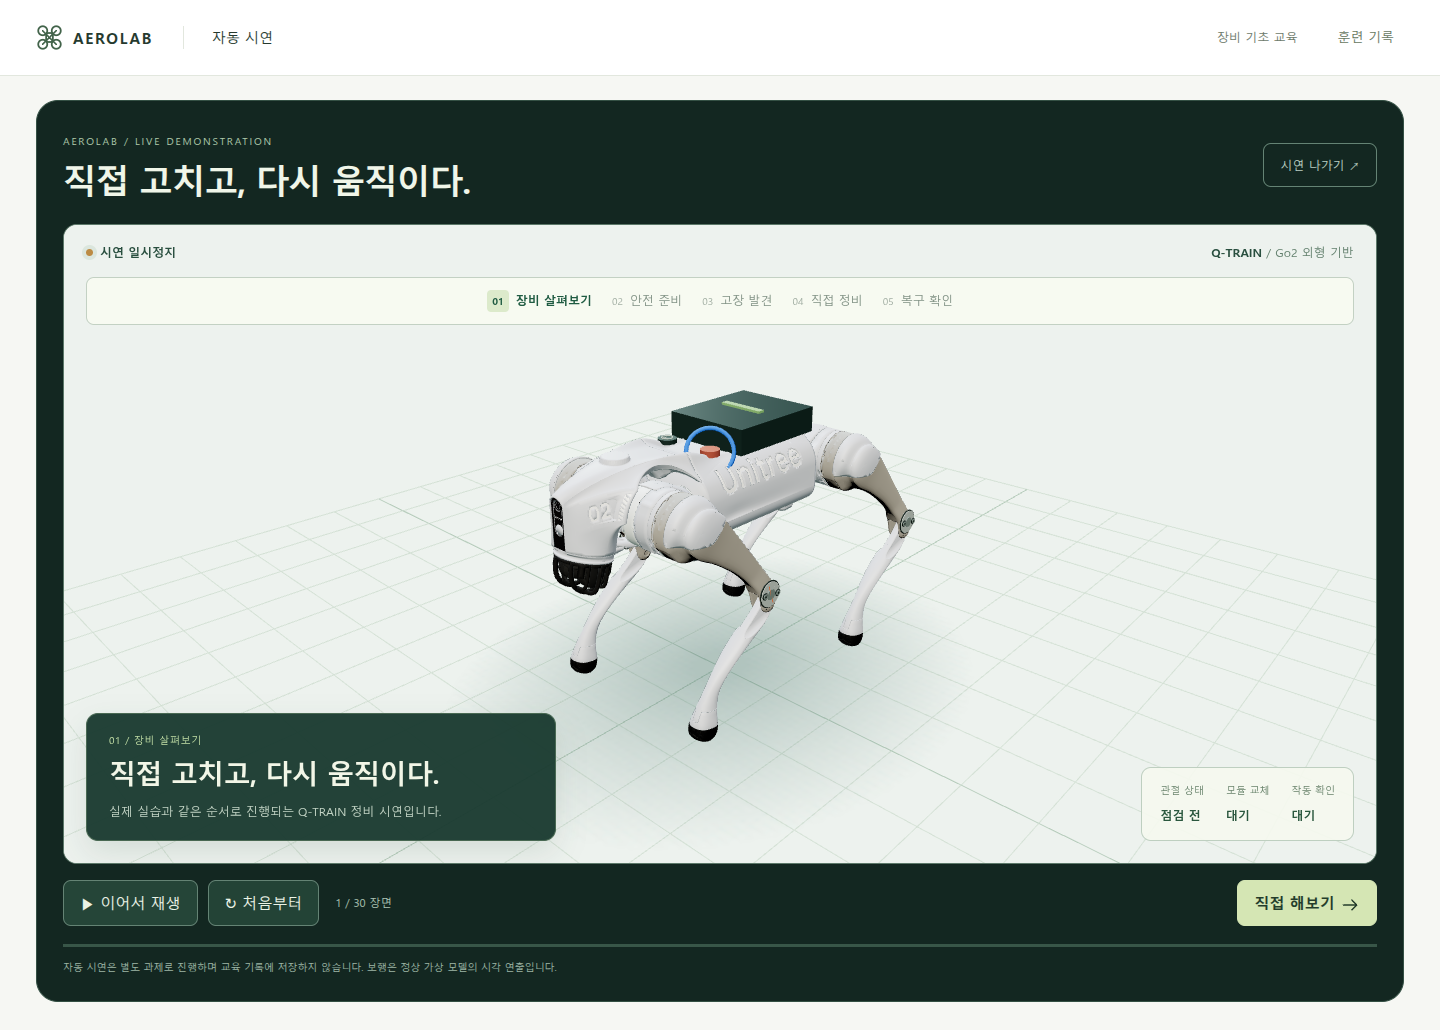 AEROLAB
자동 시연
장비 기초 교육
훈련 기록
AEROLAB / LIVE DEMONSTRATION
직접 고치고, 다시 움직이다.
시연 나가기 ↗
시연 일시정지
Q-TRAIN / Go2 외형 기반
01 장비 살펴보기
02 안전 준비
03 고장 발견
04 직접 정비
05 복구 확인
Unitree
02
01 / 장비 살펴보기
직접 고치고, 다시 움직이다.
실제 실습과 같은 순서로 진행되는 Q-TRAIN 정비 시연입니다.
관절 상태
점검 전
모듈 교체
대기
작동 확인
대기
▶ 이어서 재생
↻ 처음부터
1 / 30 장면
직접 해보기 →
자동 시연은 별도 과제로 진행하며 교육 기록에 저장하지 않습니다. 보행은 정상 가상 모델의 시각 연출입니다.